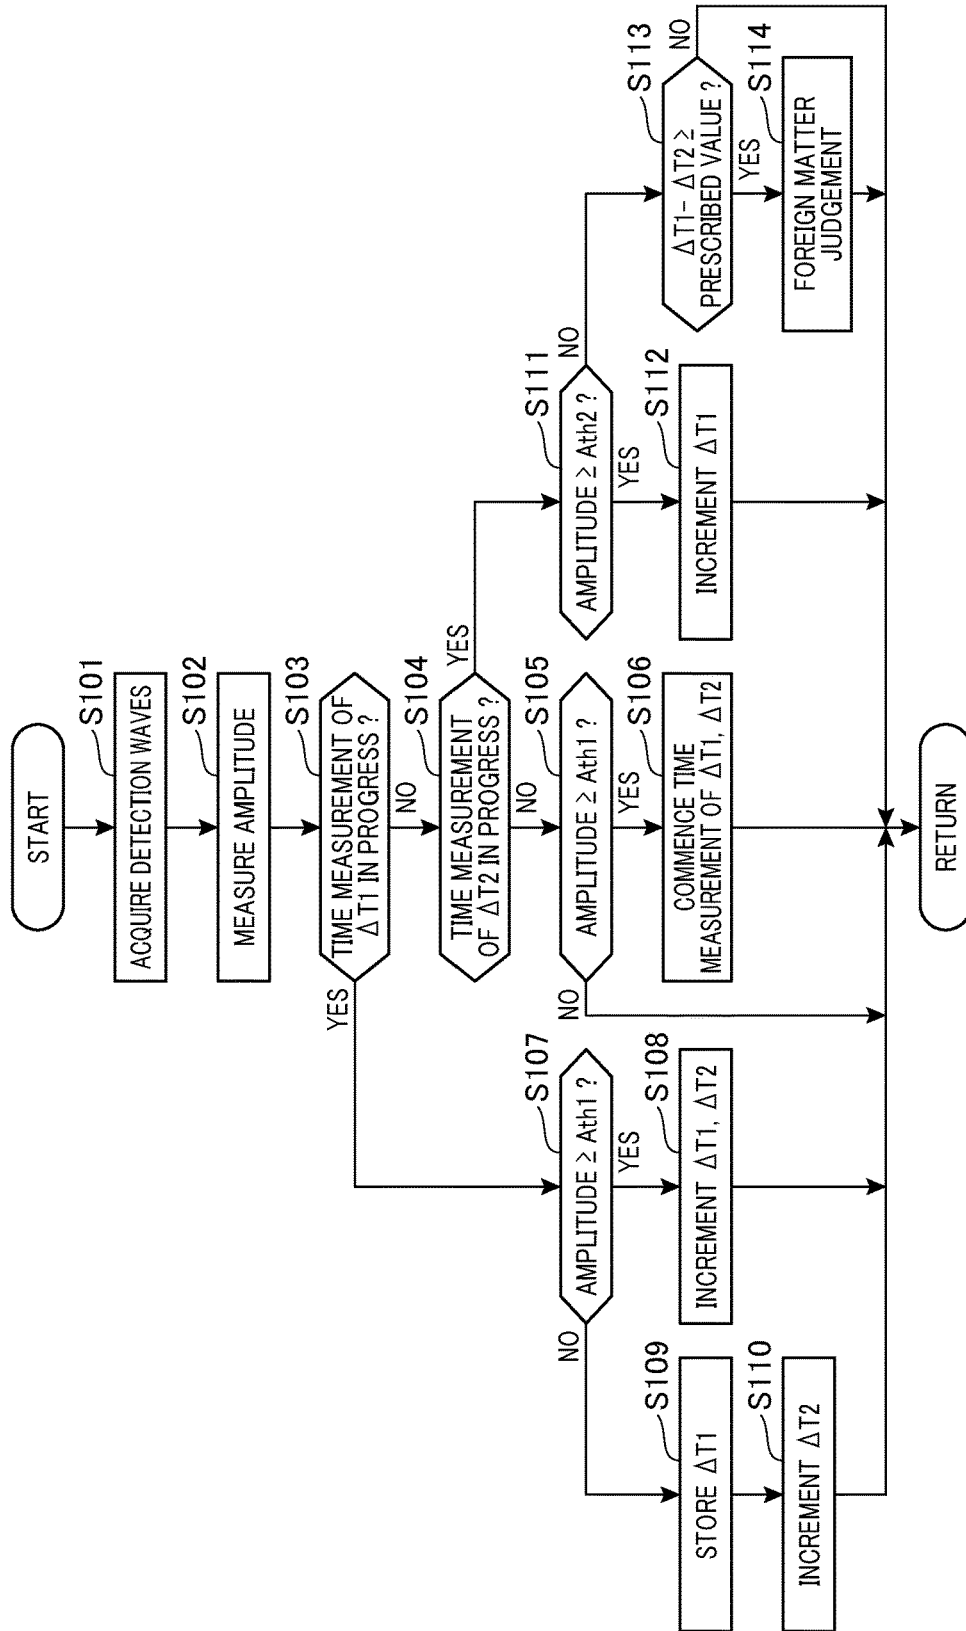 START
S101
ACQUIRE DETECTION WAVES
S102
MEASURE AMPLITUDE
S103
TIME MEASUREMENT OF
ΔT1 IN PROGRESS ?
YES
NO
S104
TIME MEASUREMENT
OF ΔT2 IN PROGRESS ?
YES
NO
S105
AMPLITUDE ≥ Ath1 ?
NO
YES
S106
COMMENCE TIME
MEASUREMENT OF ΔT1, ΔT2
S107
AMPLITUDE ≥ Ath1 ?
NO
YES
S108
INCREMENT ΔT1, ΔT2
S109
STORE ΔT1
S110
INCREMENT ΔT2
S111
AMPLITUDE ≥ Ath2 ?
NO
YES
S112
INCREMENT ΔT1
S113
ΔT1- ΔT2 ≥
PRESCRIBED VALUE ?
NO
YES
S114
FOREIGN MATTER
JUDGEMENT
RETURN